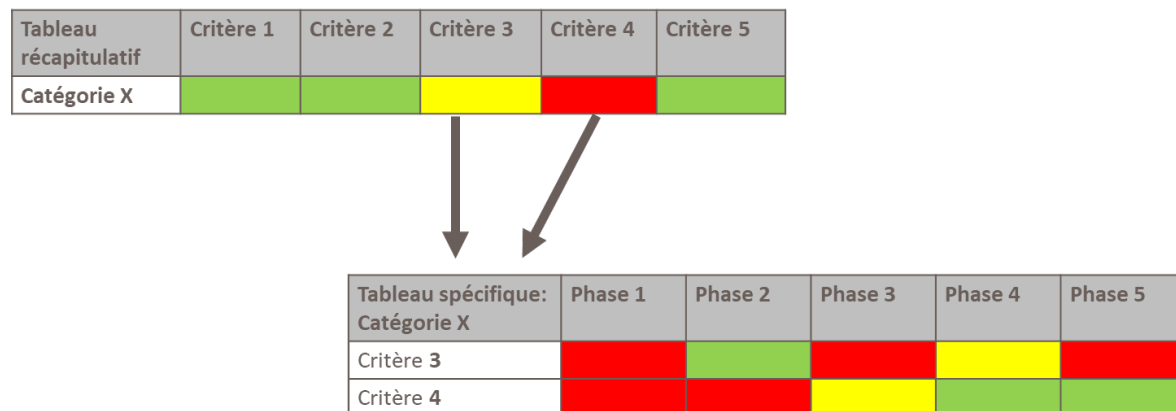 Tableau récapitulatif
Critère 1
Critère 2
Critère 3
Critère 4
Critère 5
Catégorie X
Tableau spécifique:
Catégorie X
Phase 1
Phase 2
Phase 3
Phase 4
Phase 5
Critère 3
Critère 4